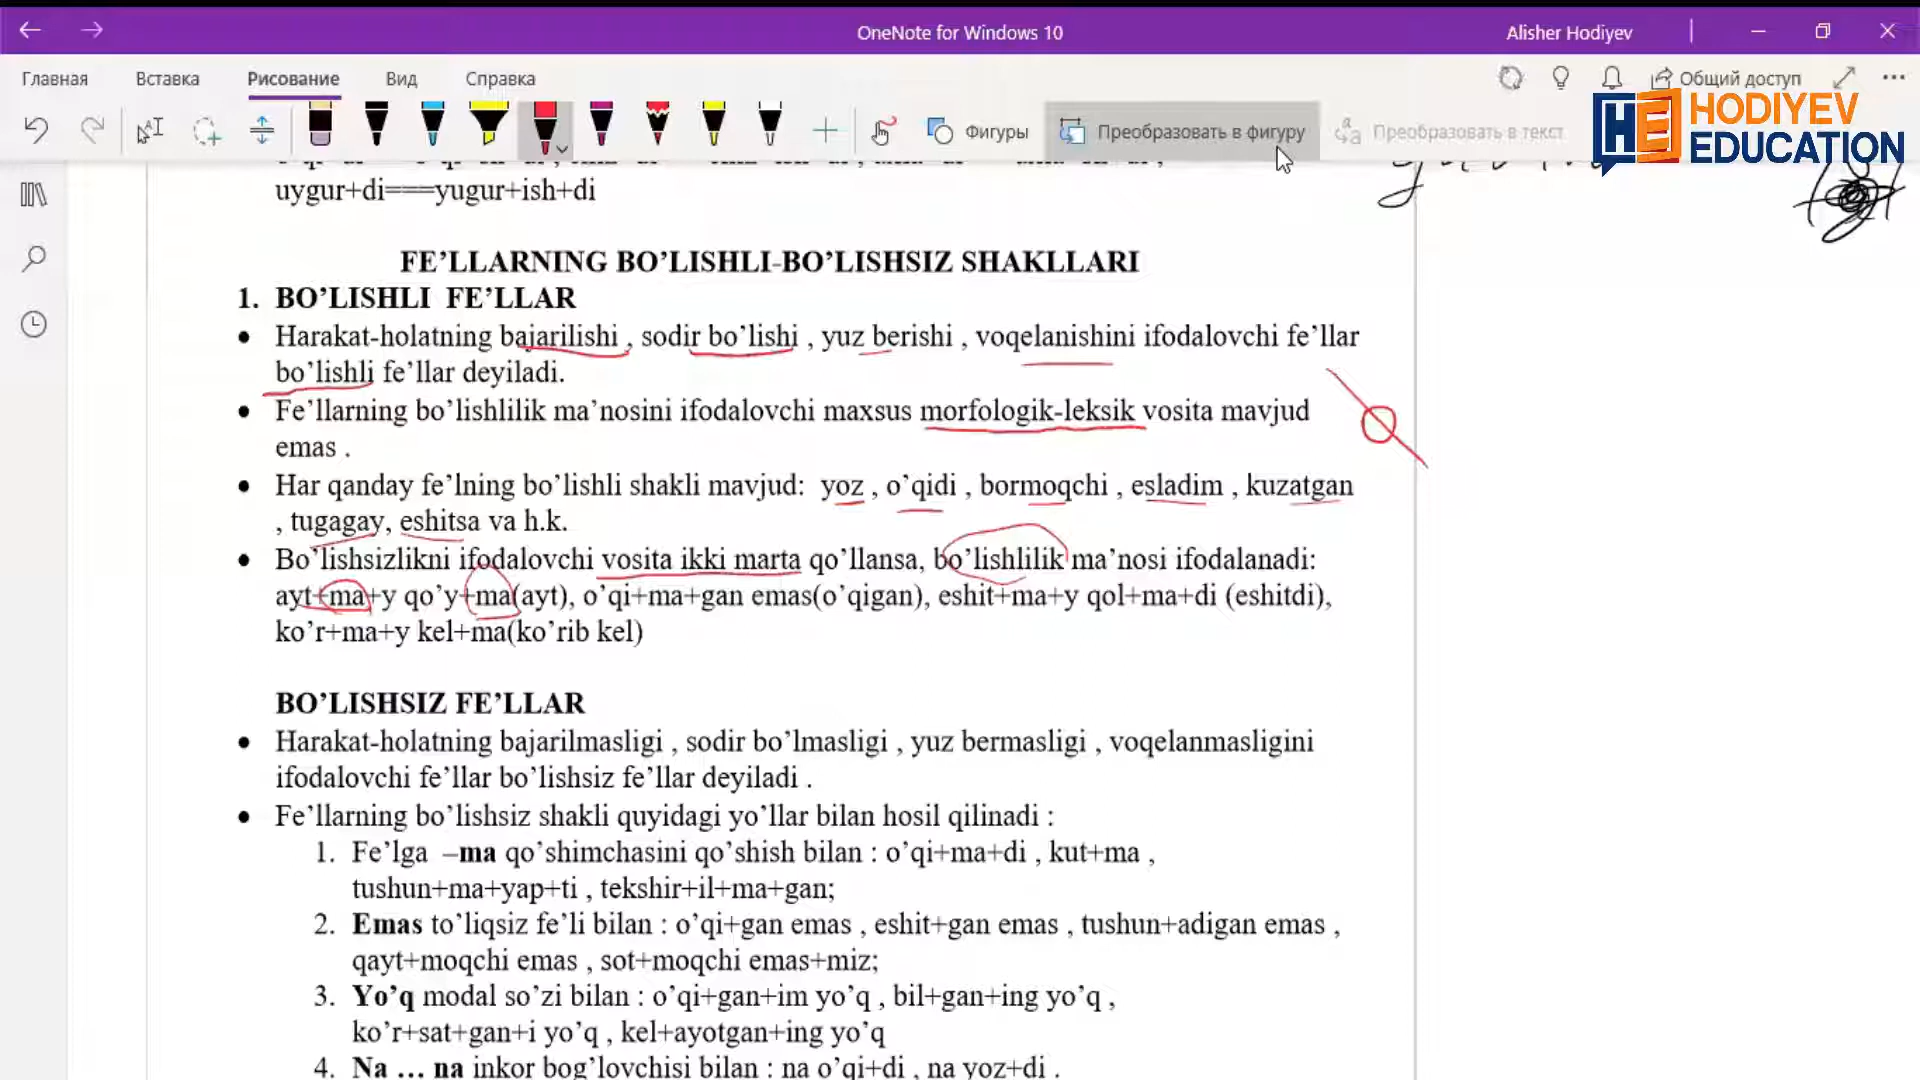 OneNote for Windows 10
Alisher Hodiyev
Главная Вставка Рисование Вид Справка
Общий доступ
Фигуры
Преобразовать в фигуру
Преобразовать в текст
HE HODIYEV
EDUCATION
uygur+di===yugur+ish+di
FE’LLARNING BO’LISHLI-BO’LISHSIZ SHAKLLARI
1. BO’LISHLI FE’LLAR
• Harakat-holatning bajarilishi , sodir bo’lishi , yuz berishi , voqelanishini ifodalovchi fe’llar
bo’lishli fe’llar deyiladi.
• Fe’llarning bo’lishlilik ma’nosini ifodalovchi maxsus morfologik-leksik vosita mavjud
emas .
• Har qanday fe’lning bo’lishli shakli mavjud: yoz , o’qidi , bormoqchi , esladim , kuzatgan
, tugagay, eshitsa va h.k.
• Bo’lishsizlikni ifodalovchi vosita ikki marta qo’llansa, bo’lishlilik ma’nosi ifodalanadi:
ayt+ma+y qo’y+ma(ayt), o’qi+ma+gan emas(o’qigan), eshit+ma+y qol+ma+di (eshitdi),
ko’r+ma+y kel+ma(ko’rib kel)
BO’LISHSIZ FE’LLAR
• Harakat-holatning bajarilmasligi , sodir bo’lmasligi , yuz bermasligi , voqelanmasligini
ifodalovchi fe’llar bo’lishsiz fe’llar deyiladi .
• Fe’llarning bo’lishsiz shakli quyidagi yo’llar bilan hosil qilinadi :
1. Fe’lga –ma qo’shimchasini qo’shish bilan : o’qi+ma+di , kut+ma ,
tushun+ma+yap+ti , tekshir+il+ma+gan;
2. Emas to’liqsiz fe’li bilan : o’qi+gan emas , eshit+gan emas , tushun+adigan emas ,
qayt+moqchi emas , sot+moqchi emas+miz;
3. Yo’q modal so’zi bilan : o’qi+gan+im yo’q , bil+gan+ing yo’q ,
ko’r+sat+gan+i yo’q , kel+ayotgan+ing yo’q
4. Na … na inkor bog’lovchisi bilan : na o’qi+di , na yoz+di .